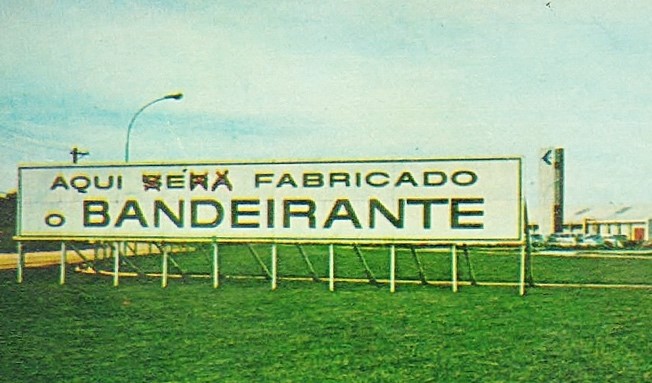 AQUI SERÁ FABRICADO
O BANDEIRANTE